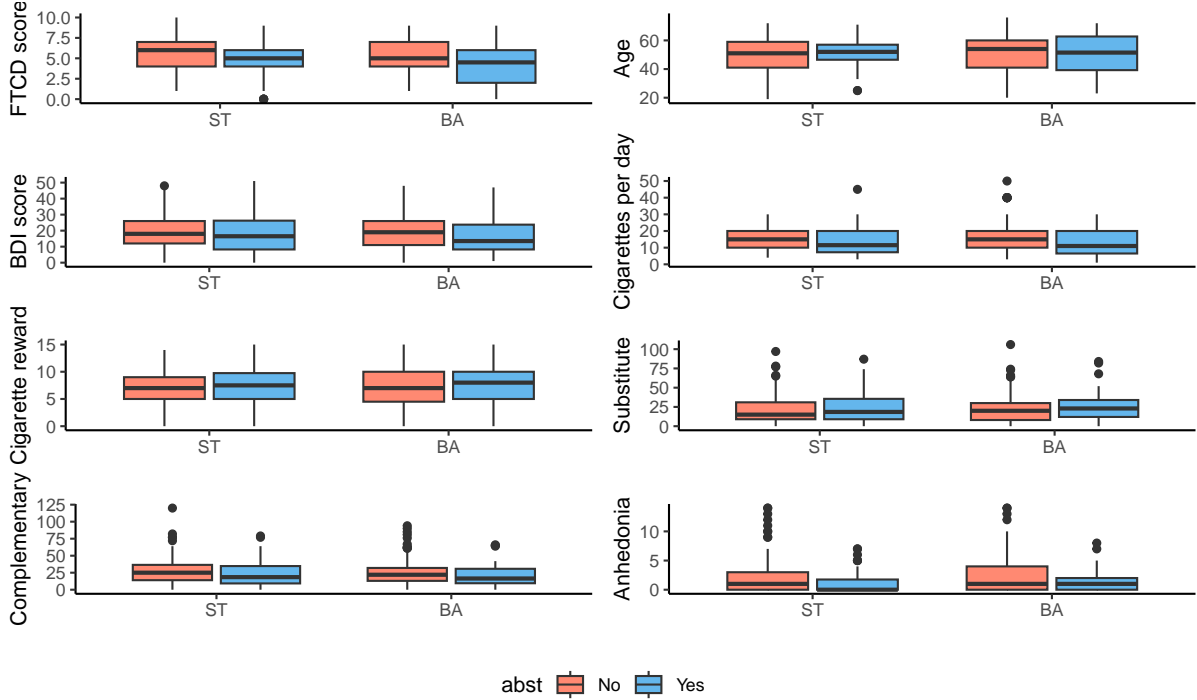 FTCD score
10.0
7.5
5.0
2.5
0.0
ST
BA
Age
60
40
20
ST
BA
BDI score
50
40
30
20
10
0
ST
BA
Cigarettes per day
50
40
30
20
10
0
ST
BA
Cigarette reward
15
10
5
0
ST
BA
Substitute
100
75
50
25
0
ST
BA
Complementary
125
100
75
50
25
0
ST
BA
Anhedonia
10
5
0
ST
BA
abst No Yes